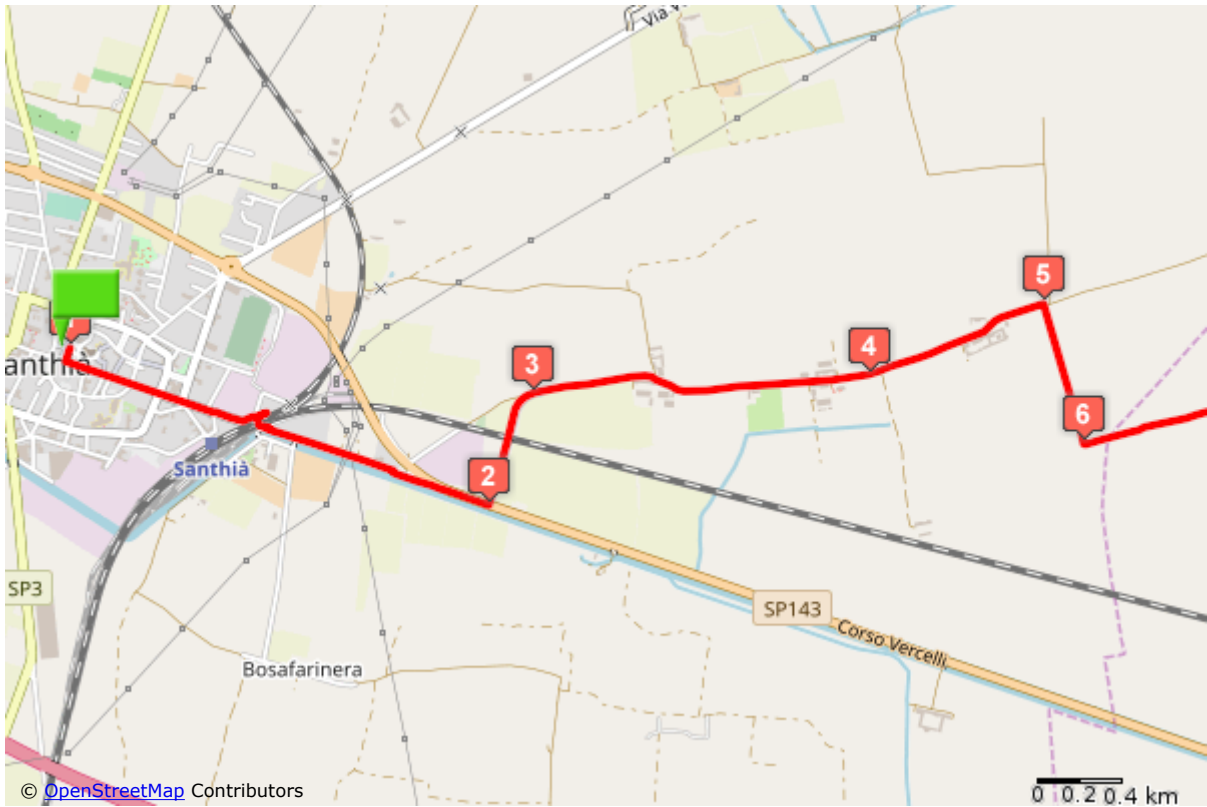 Via V
5
3
4
anthià
6
Santhià
2
SP3
SP143
Corso Vercelli
Bosafarinera
© OpenStreetMap Contributors
0 0.2 0.4 km